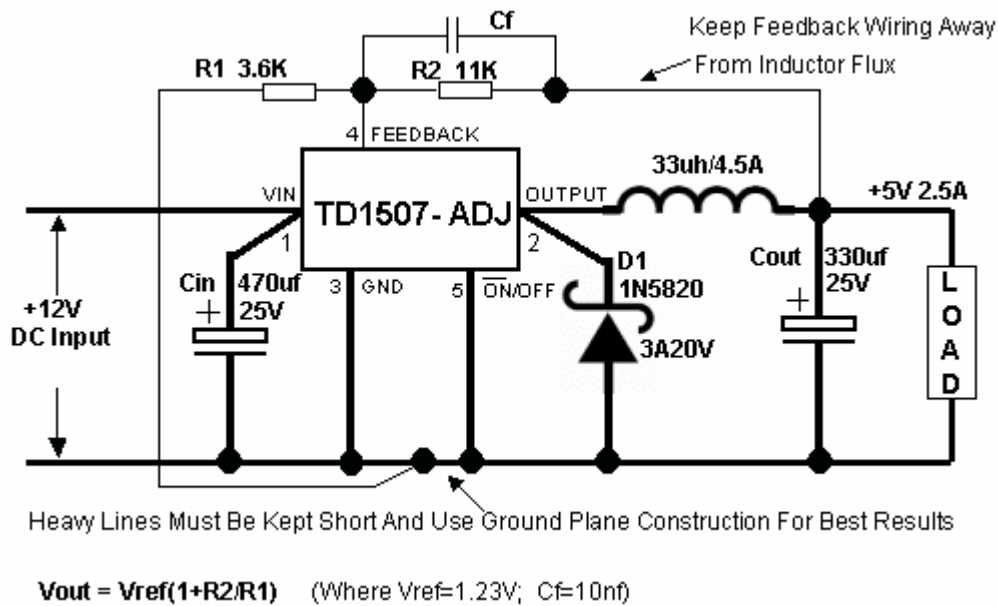 Cf
Keep Feedback Wiring Away
From Inductor Flux
R1 3.6K
R2 11K
4 FEEDBACK
33uh/4.5A
VIN
TD1507- ADJ
OUTPUT
+5V 2.5A
1
2
Cin
470uf
25V
+
3 GND
5 ON/OFF
D1
1N5820
3A20V
Cout
330uf
25V
+
LOAD
+12V
DC Input
Heavy Lines Must Be Kept Short And Use Ground Plane Construction For Best Results
Vout = Vref(1+R2/R1) (Where Vref=1.23V; Cf=10nf)